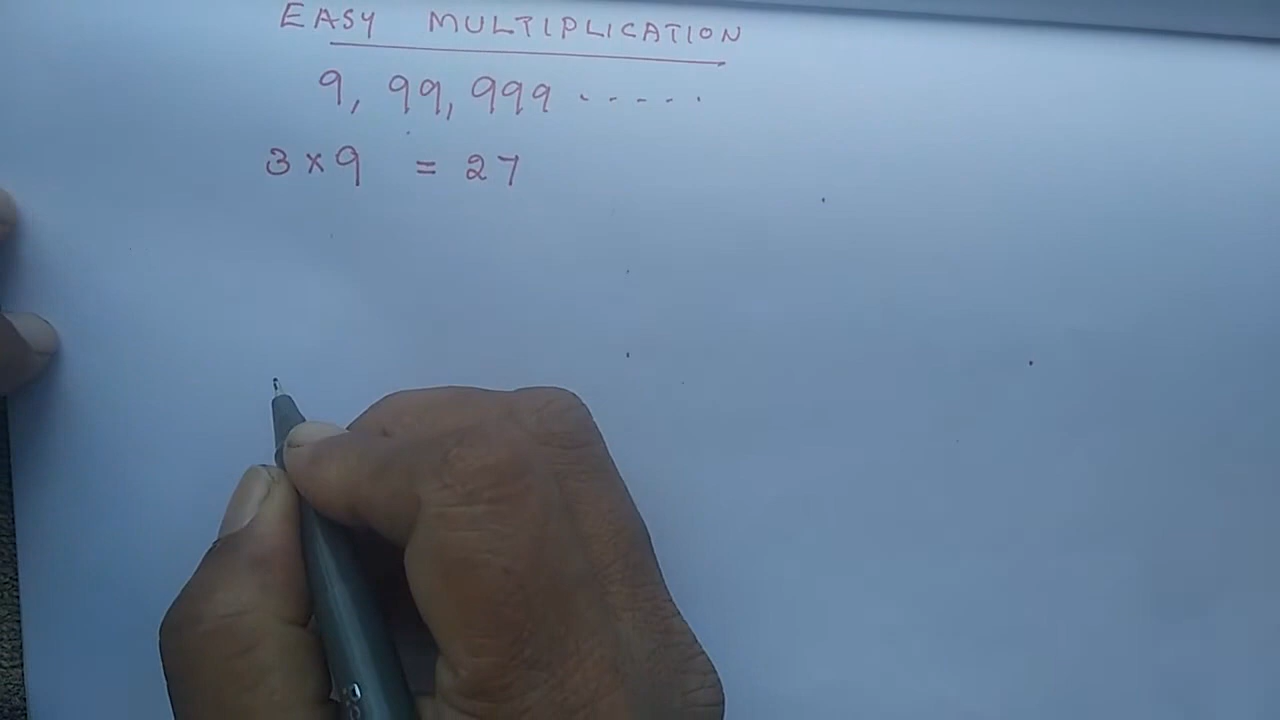 EASY MULTIPLICATION
9, 99, 999 ......
3 × 9 = 27